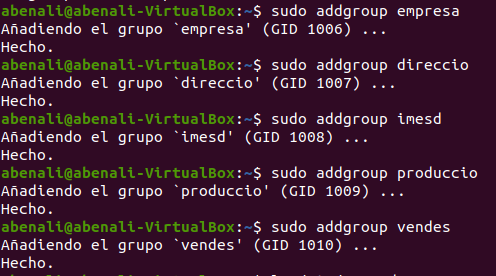 abenali@abenali-VirtualBox:~$ sudo addgroup empresa
Añadiendo el grupo `empresa' (GID 1006) ...
Hecho.
abenali@abenali-VirtualBox:~$ sudo addgroup direccio
Añadiendo el grupo `direccio' (GID 1007) ...
Hecho.
abenali@abenali-VirtualBox:~$ sudo addgroup imesd
Añadiendo el grupo `imesd' (GID 1008) ...
Hecho.
abenali@abenali-VirtualBox:~$ sudo addgroup produccio
Añadiendo el grupo `produccio' (GID 1009) ...
Hecho.
abenali@abenali-VirtualBox:~$ sudo addgroup vendes
Añadiendo el grupo `vendes' (GID 1010) ...
Hecho.